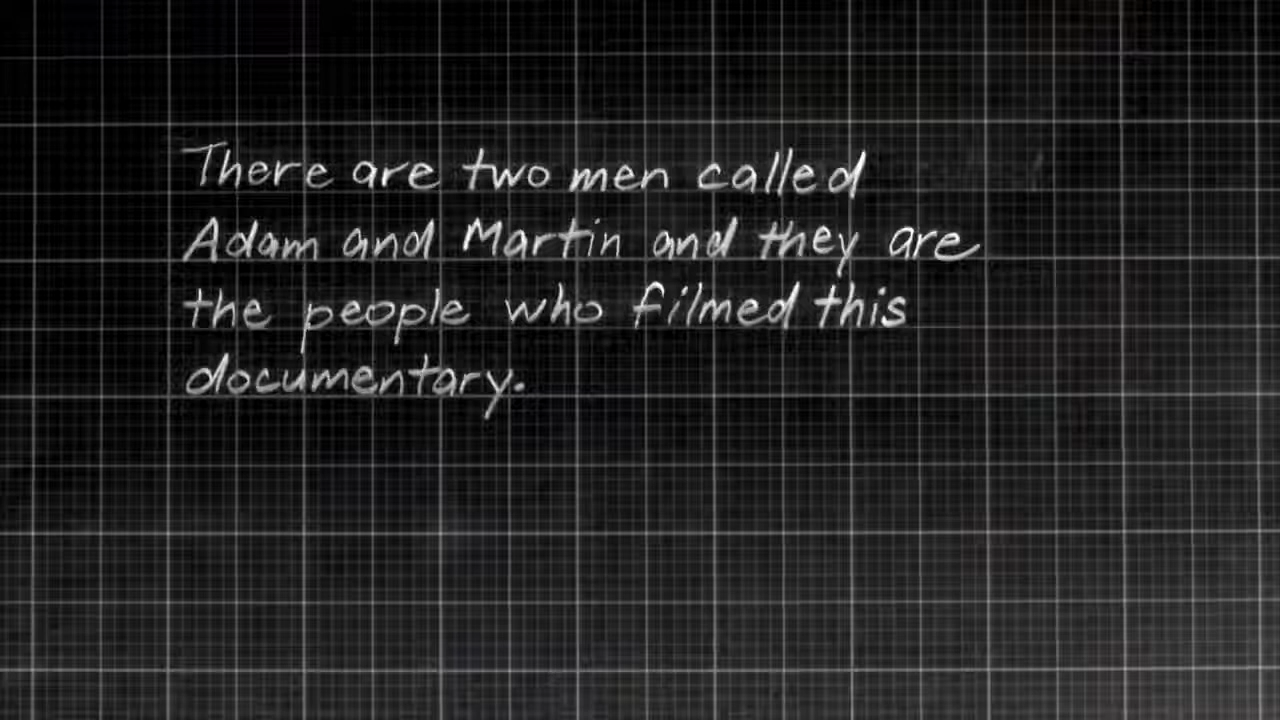 There are two men called
Adam and Martin and they are
the people who filmed this
documentary.